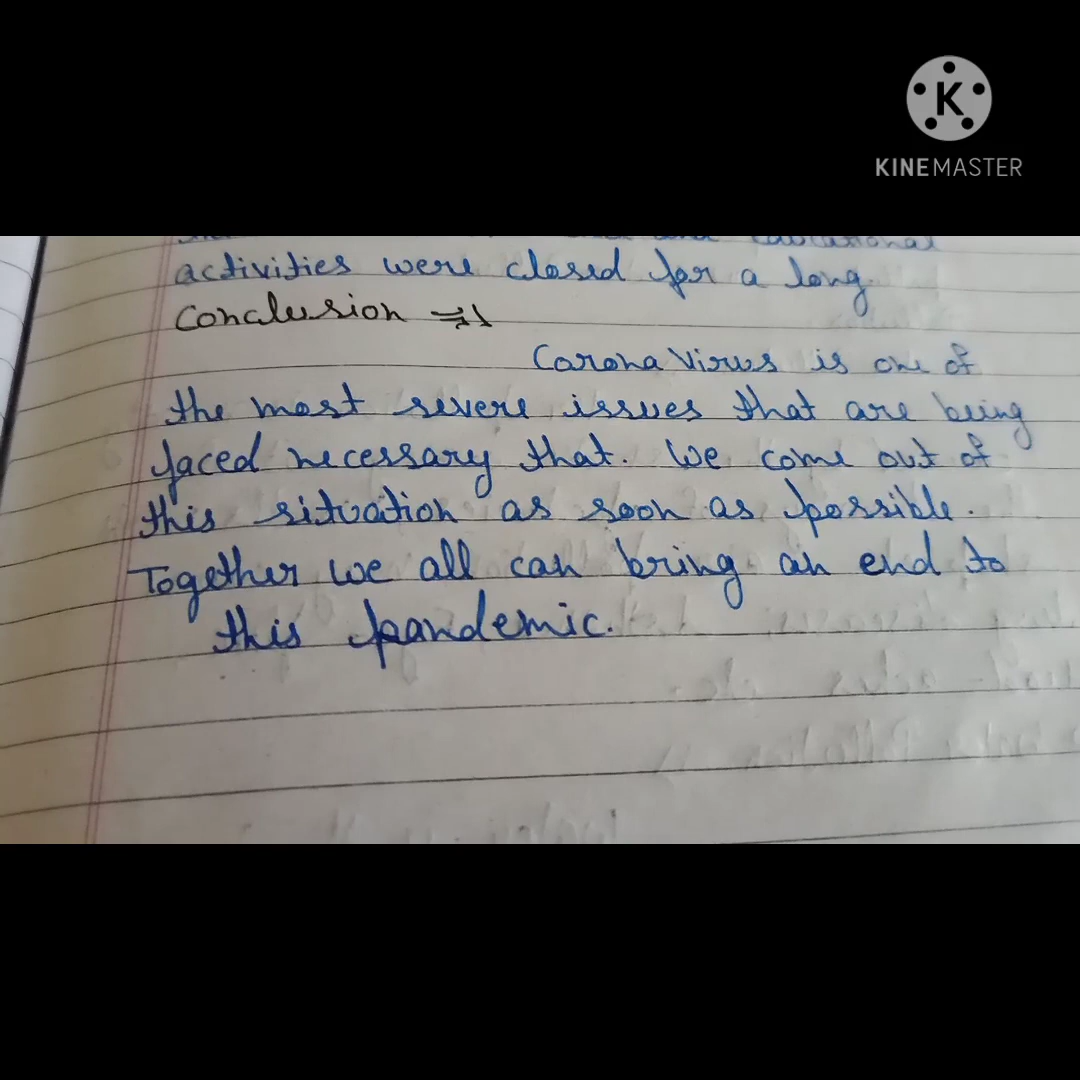 K
KINEMASTER
educational
activities were closed for a long
Conclusion ⇒
Corona Virus is one of
the most severe issues that are being
faced necessary that. We come out of
this situation as soon as possible.
Together we all can bring an end to
this pandemic.